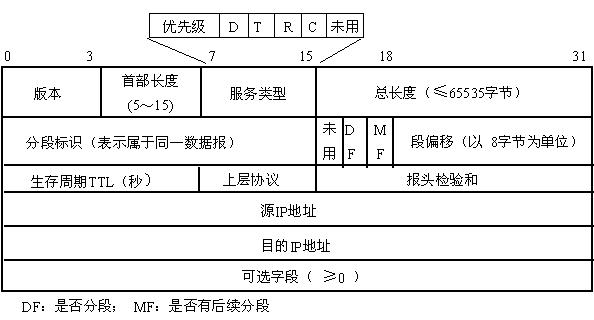 优先级 D T R C 未用
0 3 7 15 18 31
版本 首部长度 (5～15) 服务类型 总长度（≤65535字节）
分段标识（表示属于同一数据报） 未用 DF MF 段偏移（以 8字节为单位）
生存周期TTL（秒） 上层协议 报头检验和
源IP地址
目的IP地址
可选字段（ ≥0 ）
DF：是否分段； MF：是否有后续分段